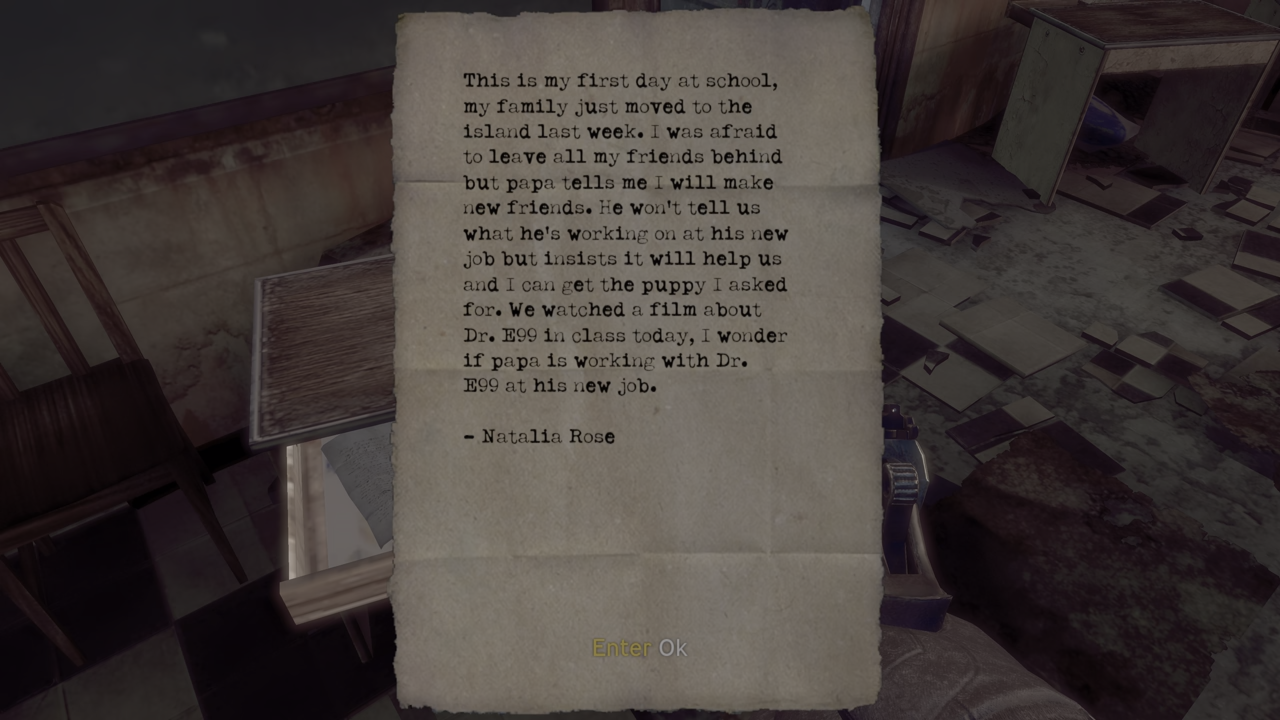 This is my first day at school,
my family just moved to the
island last week. I was afraid
to leave all my friends behind
but papa tells me I will make
new friends. He won't tell us
what he's working on at his new
job but insists it will help us
and I can get the puppy I asked
for. We watched a film about
Dr. E99 in class today, I wonder
if papa is working with Dr.
E99 at his new job.
- Natalia Rose
Enter Ok